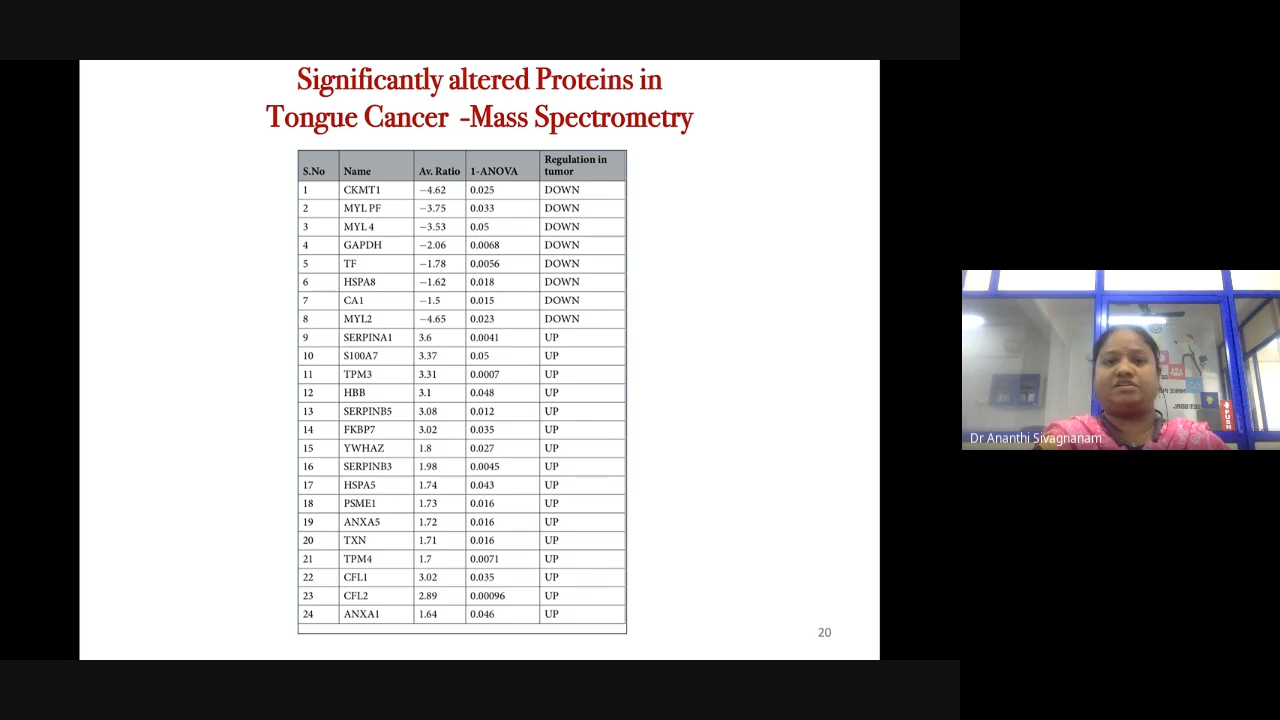 Significantly altered Proteins in
Tongue Cancer -Mass Spectrometry
S.No Name Av. Ratio 1-ANOVA Regulation in tumor
1 CKMT1 −4.62 0.025 DOWN
2 MYL PF −3.75 0.033 DOWN
3 MYL 4 −3.53 0.05 DOWN
4 GAPDH −2.06 0.0068 DOWN
5 TF −1.78 0.0056 DOWN
6 HSPA8 −1.62 0.018 DOWN
7 CA1 −1.5 0.015 DOWN
8 MYL2 −4.65 0.023 DOWN
9 SERPINA1 3.6 0.0041 UP
10 S100A7 3.37 0.05 UP
11 TPM3 3.31 0.0007 UP
12 HBB 3.1 0.048 UP
13 SERPINB5 3.08 0.012 UP
14 FKBP7 3.02 0.035 UP
15 YWHAZ 1.8 0.027 UP
16 SERPINB3 1.98 0.0045 UP
17 HSPA5 1.74 0.043 UP
18 PSME1 1.73 0.016 UP
19 ANXA5 1.72 0.016 UP
20 TXN 1.71 0.016 UP
21 TPM4 1.7 0.0071 UP
22 CFL1 3.02 0.035 UP
23 CFL2 2.89 0.00096 UP
24 ANXA1 1.64 0.046 UP
20
PUSH
Dr Ananthi Sivagnanam